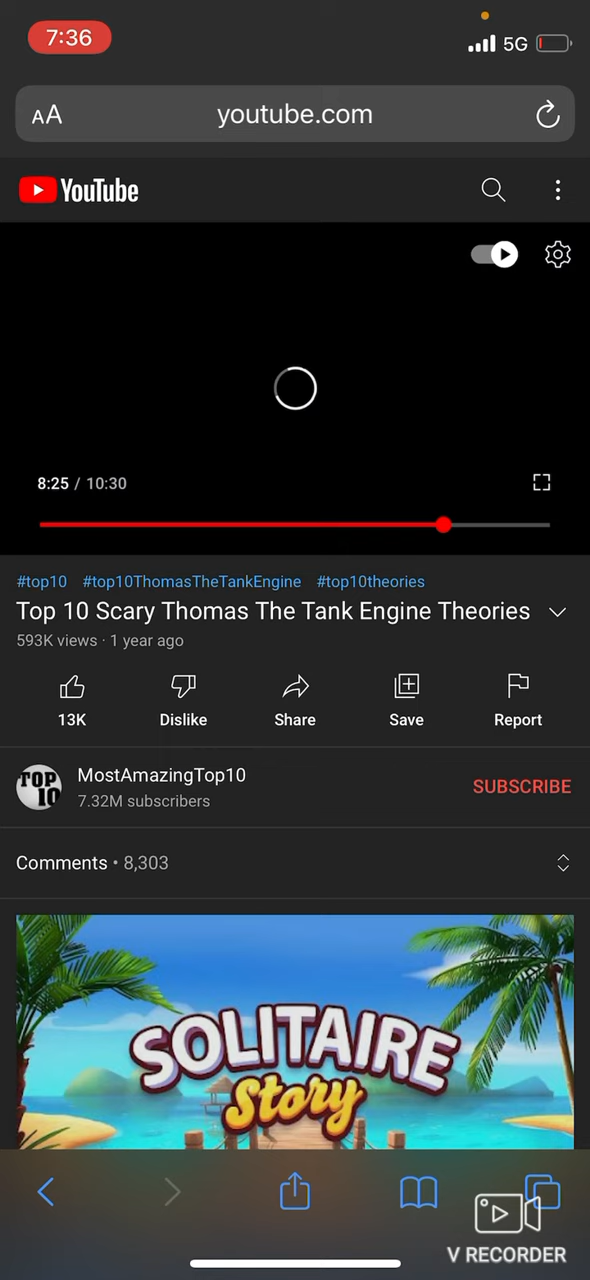 7:36
5G
AA
youtube.com
YouTube
8:25 / 10:30
#top10 #top10ThomasTheTankEngine #top10theories
Top 10 Scary Thomas The Tank Engine Theories
593K views · 1 year ago
13K
Dislike
Share
Save
Report
TOP
10
MostAmazingTop10
7.32M subscribers
SUBSCRIBE
Comments • 8,303
SOLITAIRE
Story
V RECORDER